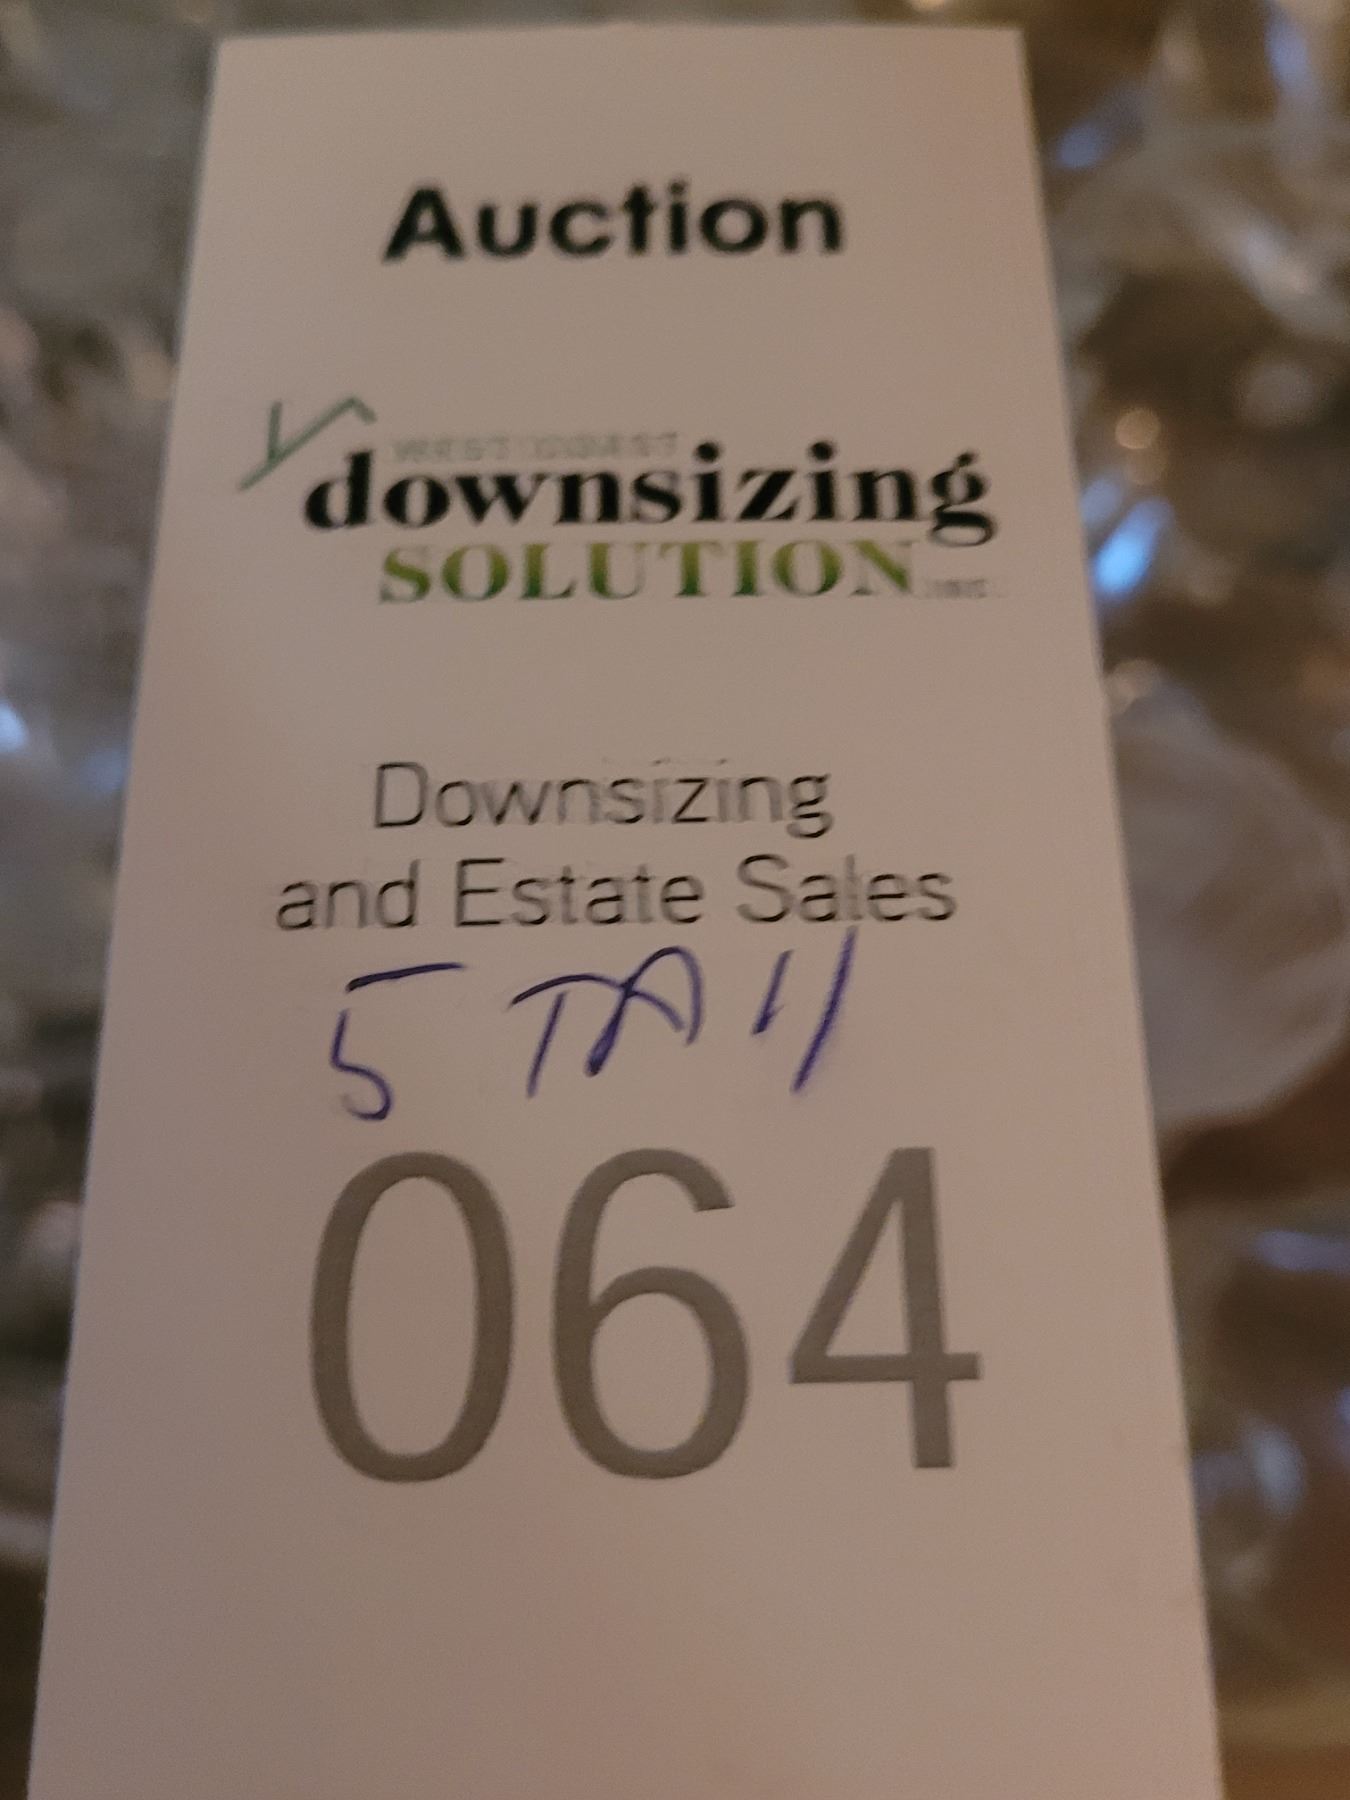 Auction
WEST COAST
downsizing
SOLUTION INC.
Downsizing
and Estate Sales
5 TALL
064